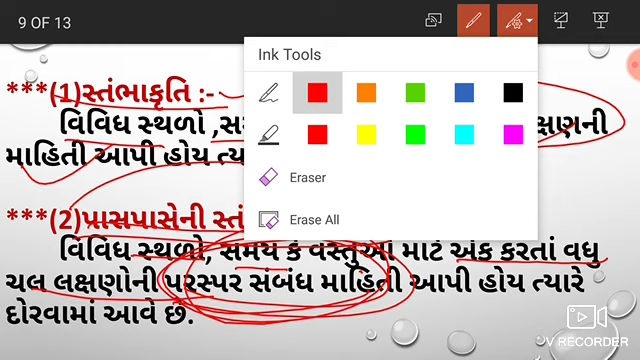 9 OF 13
Ink Tools
Eraser
Erase All
***(1)સ્તંભાકૃતિ :-
વિવિધ સ્થળો ,સ
માહિતી આપી હોય ત્યા
***(2)પ્રાસપાસેની સ્તં
વિવિધ સ્થળો, સમય કે વસ્તુઓ માટે એક કરતાં વધુ
ચલ લક્ષણોની પરસ્પર સંબંધ માહિતી આપી હોય ત્યારે
દોરવામાં આવે છે.
V RECORDER